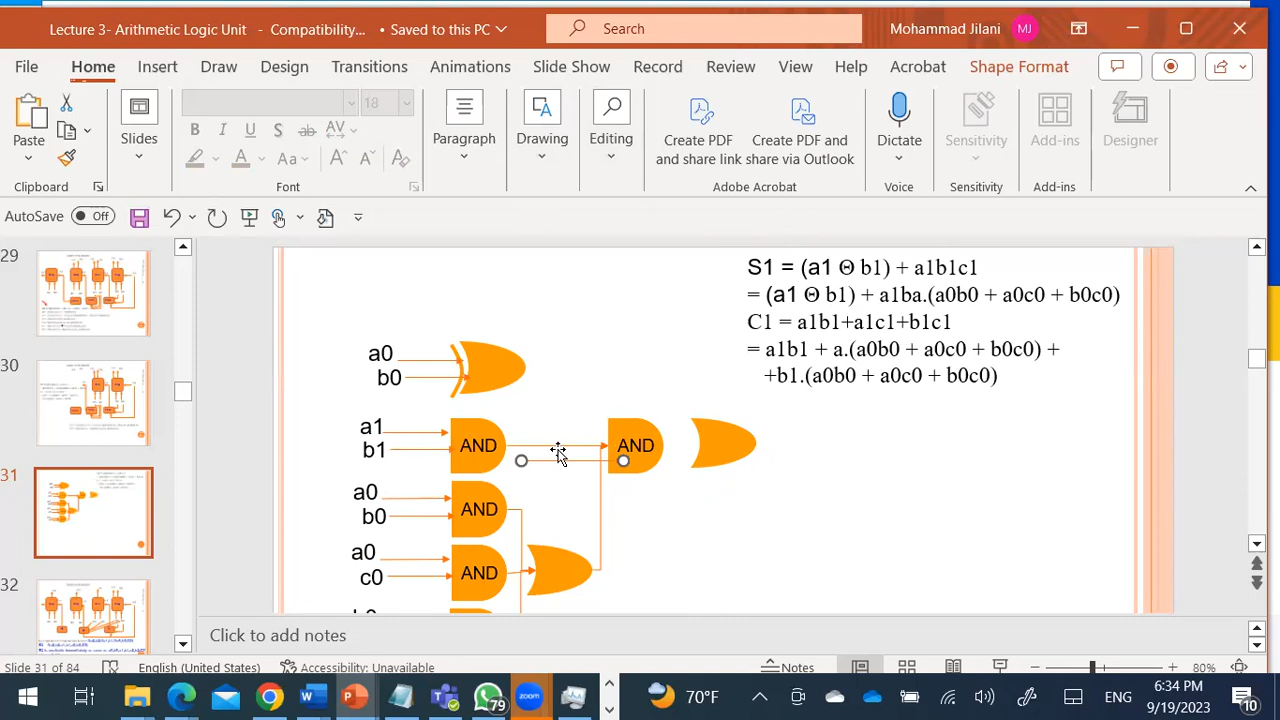 Lecture 3- Arithmetic Logic Unit - Compatibility... • Saved to this PC
Search
Mohammad Jilani MJ
File Home Insert Draw Design Transitions Animations Slide Show Record Review View Help Acrobat Shape Format
18
Paste
Slides
B I U S ab AV
Aa A A A
Paragraph
Drawing
Editing
Create PDF and share link
Create PDF and share via Outlook
Dictate
Sensitivity
Add-ins
Designer
Clipboard
Font
Adobe Acrobat
Voice
Sensitivity
Add-ins
AutoSave Off
29
30
31
32
S1 = (a1 Θ b1) + a1b1c1
= (a1 Θ b1) + a1ba.(a0b0 + a0c0 + b0c0)
C1 = a1b1+a1c1+b1c1
= a1b1 + a.(a0b0 + a0c0 + b0c0) +
+b1.(a0b0 + a0c0 + b0c0)
a0
b0
a1
b1
AND
AND
a0
b0
AND
a0
c0
AND
Click to add notes
Slide 31 of 84 English (United States) Accessibility: Unavailable Notes 80%
79
zoom
70°F
ENG
6:34 PM
9/19/2023
10